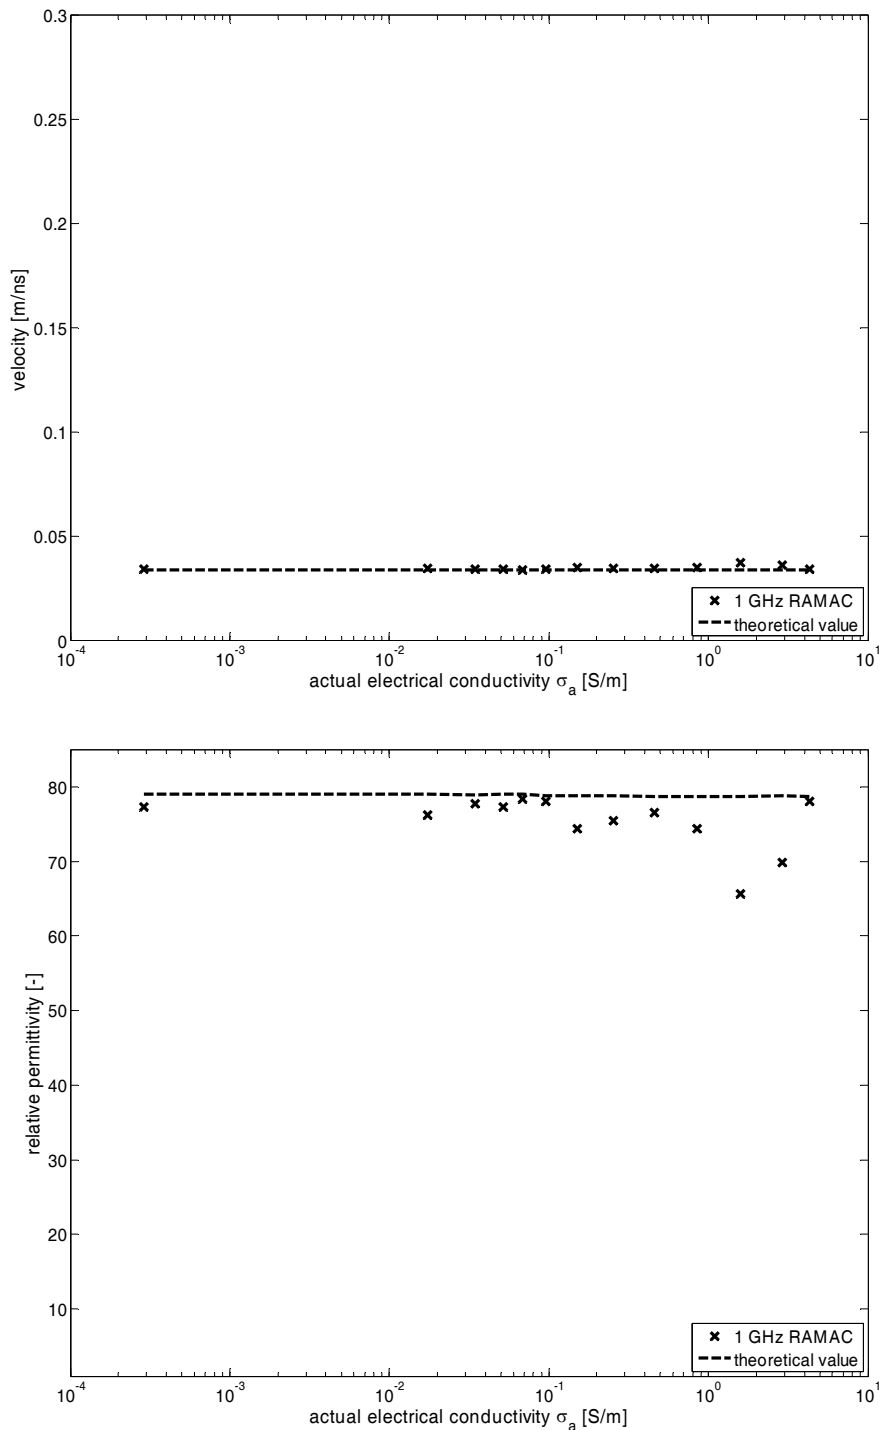 0.3
0.25
0.2
0.15
0.1
0.05
0
velocity [m/ns]
10^-4 10^-3 10^-2 10^-1 10^0 10^1
actual electrical conductivity σ_a [S/m]
1 GHz RAMAC
theoretical value
80
70
60
50
40
30
20
10
relative permittivity [-]
10^-4 10^-3 10^-2 10^-1 10^0 10^1
actual electrical conductivity σ_a [S/m]
1 GHz RAMAC
theoretical value